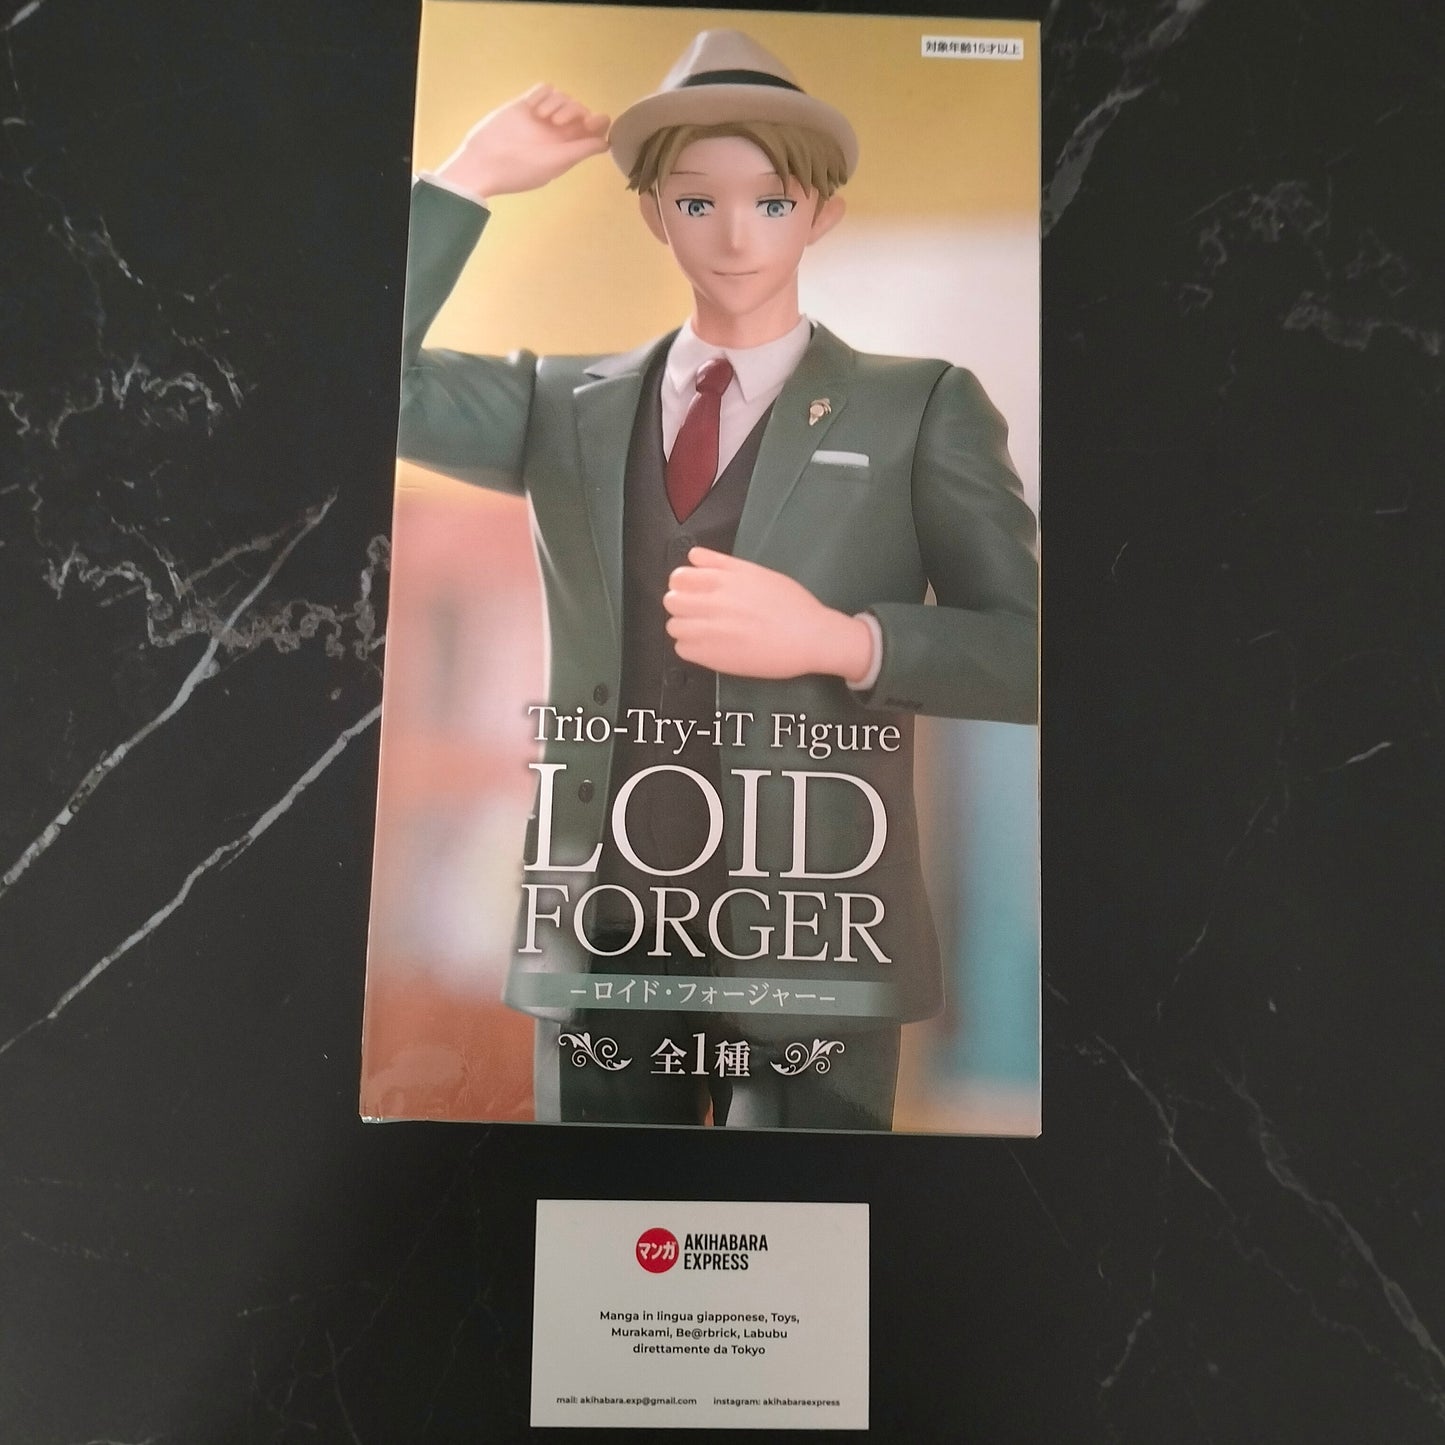 対象年齢15才以上
Trio-Try-iT Figure
LOID
FORGER
－ロイド・フォージャー－
全1種
マンガ
AKIHABARA
EXPRESS
Manga in lingua giapponese, Toys,
Murakami, Be@rbrick, Labubu
direttamente da Tokyo
mail: akihabara.exp@gmail.com instagram: akihabaraexpress